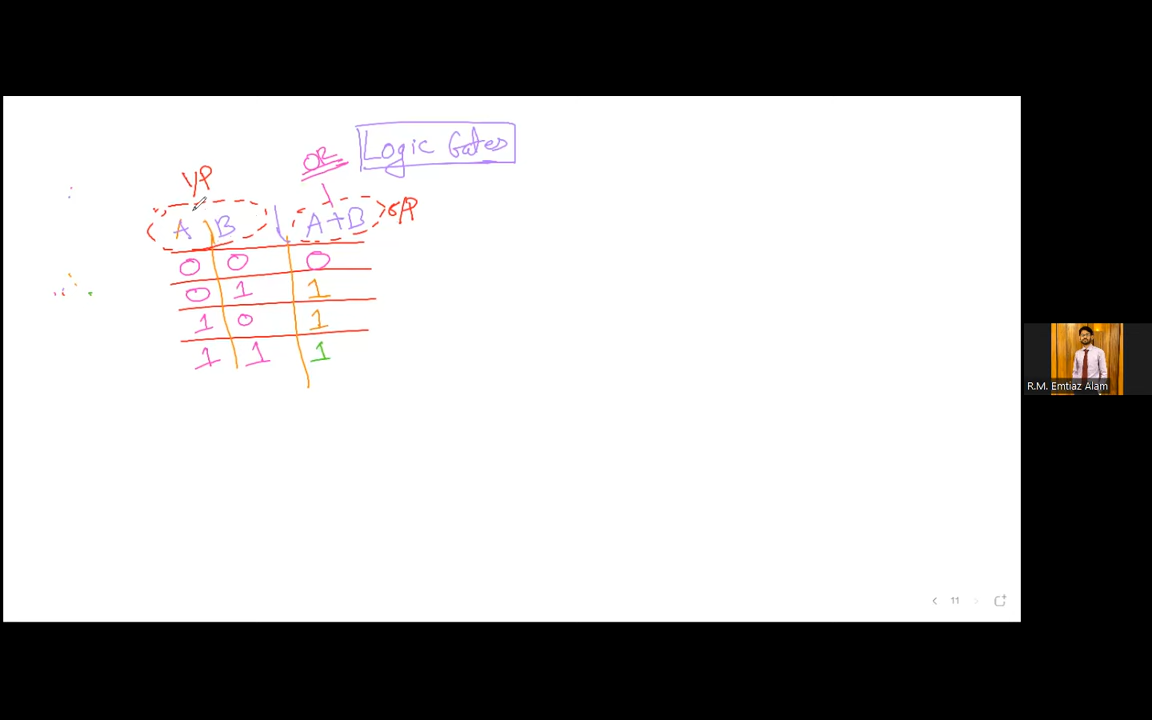 Logic Gates
OR
I/P
A B A+B O/P
0 0 0
0 1 1
1 0 1
1 1 1
R.M. Emtiaz Alam
11